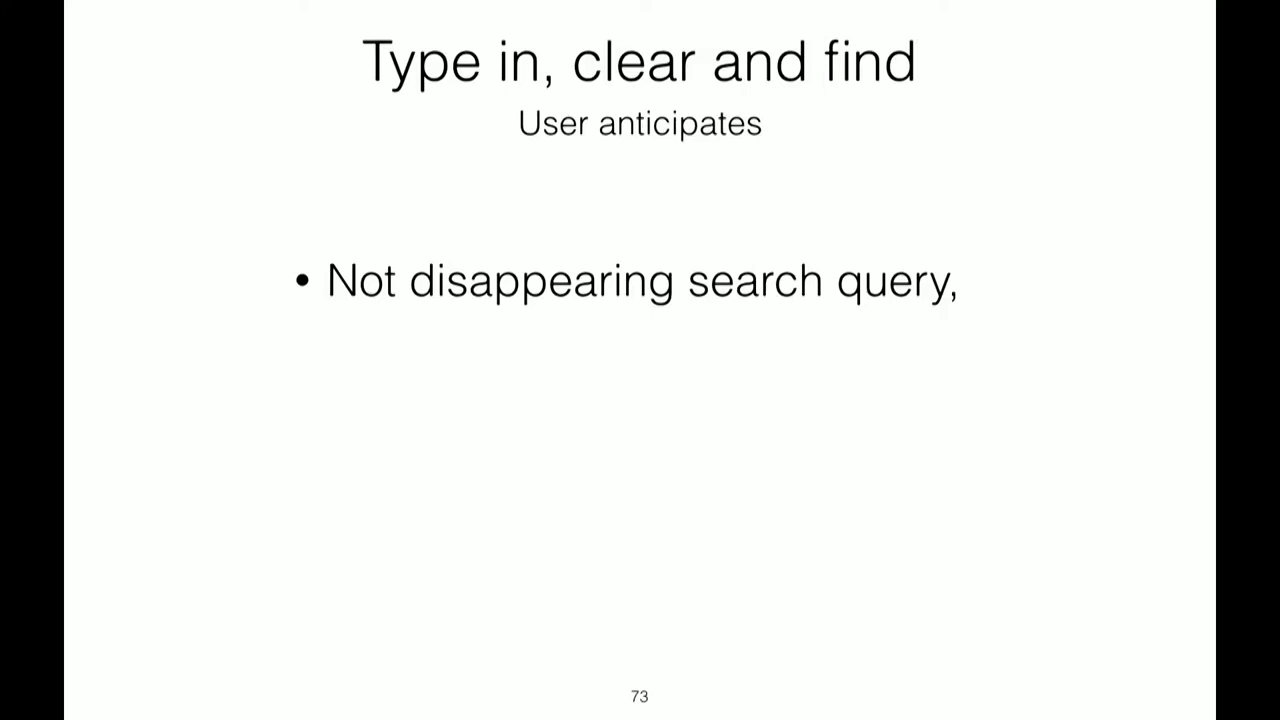 Type in, clear and find
User anticipates
• Not disappearing search query,
73